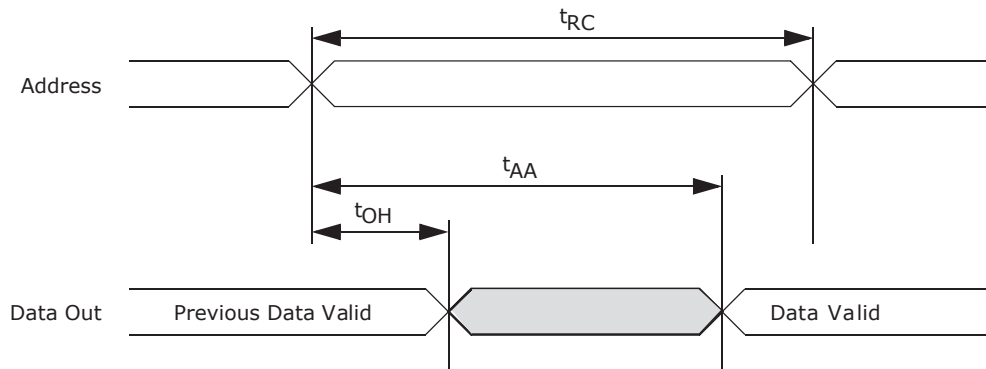 tRC
Address
tAA
tOH
Data Out
Previous Data Valid
Data Valid